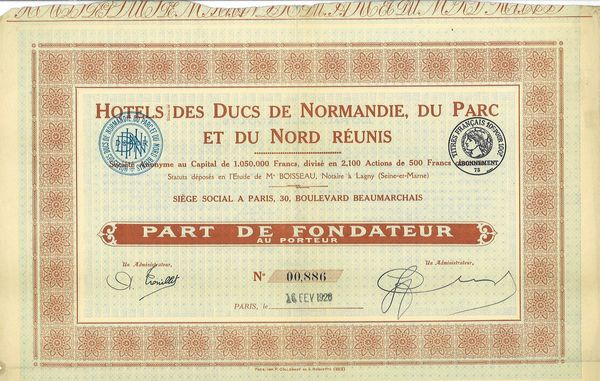 HOTELS DES DUCS DE NORMANDIE, DU PARC
ET DU NORD RÉUNIS
Société Anonyme au Capital de 1.050,000 Francs, divisé en 2,100 Actions de 500 Francs
Statuts déposés en l'Etude de Mᵉ BOISSEAU, Notaire à Lagny (Seine-et-Marne)
TITRES FRANÇAIS
ABONNEMENT
75
SIÈGE SOCIAL A PARIS, 30, BOULEVARD BEAUMARCHAIS
PART DE FONDATEUR
AU PORTEUR
Un Administrateur,
Un Administrateur,
N° 00,886
PARIS, le 16 FEV 1928